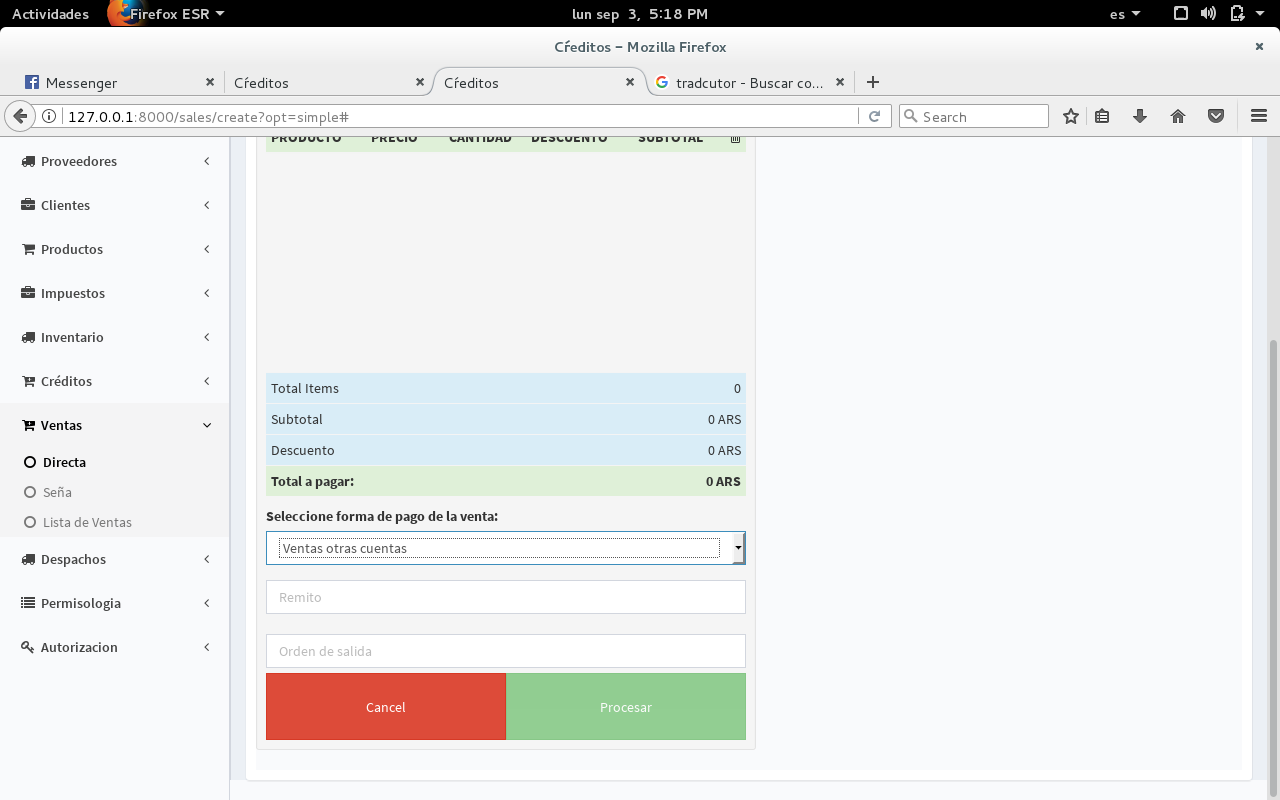 Actividades Firefox ESR lun sep 3, 5:18 PM es
Cŕeditos - Mozilla Firefox
Messenger Cŕeditos Cŕeditos tradcutor - Buscar co...
127.0.0.1:8000/sales/create?opt=simple# Search
PRODUCTO PRECIO CANTIDAD DESCUENTO SUBTOTAL
Proveedores
Clientes
Productos
Impuestos
Inventario
Créditos
Ventas
Directa
Seña
Lista de Ventas
Despachos
Permisologia
Autorizacion
Total Items 0
Subtotal 0 ARS
Descuento 0 ARS
Total a pagar: 0 ARS
Seleccione forma de pago de la venta:
Ventas otras cuentas
Remito
Orden de salida
Cancel Procesar